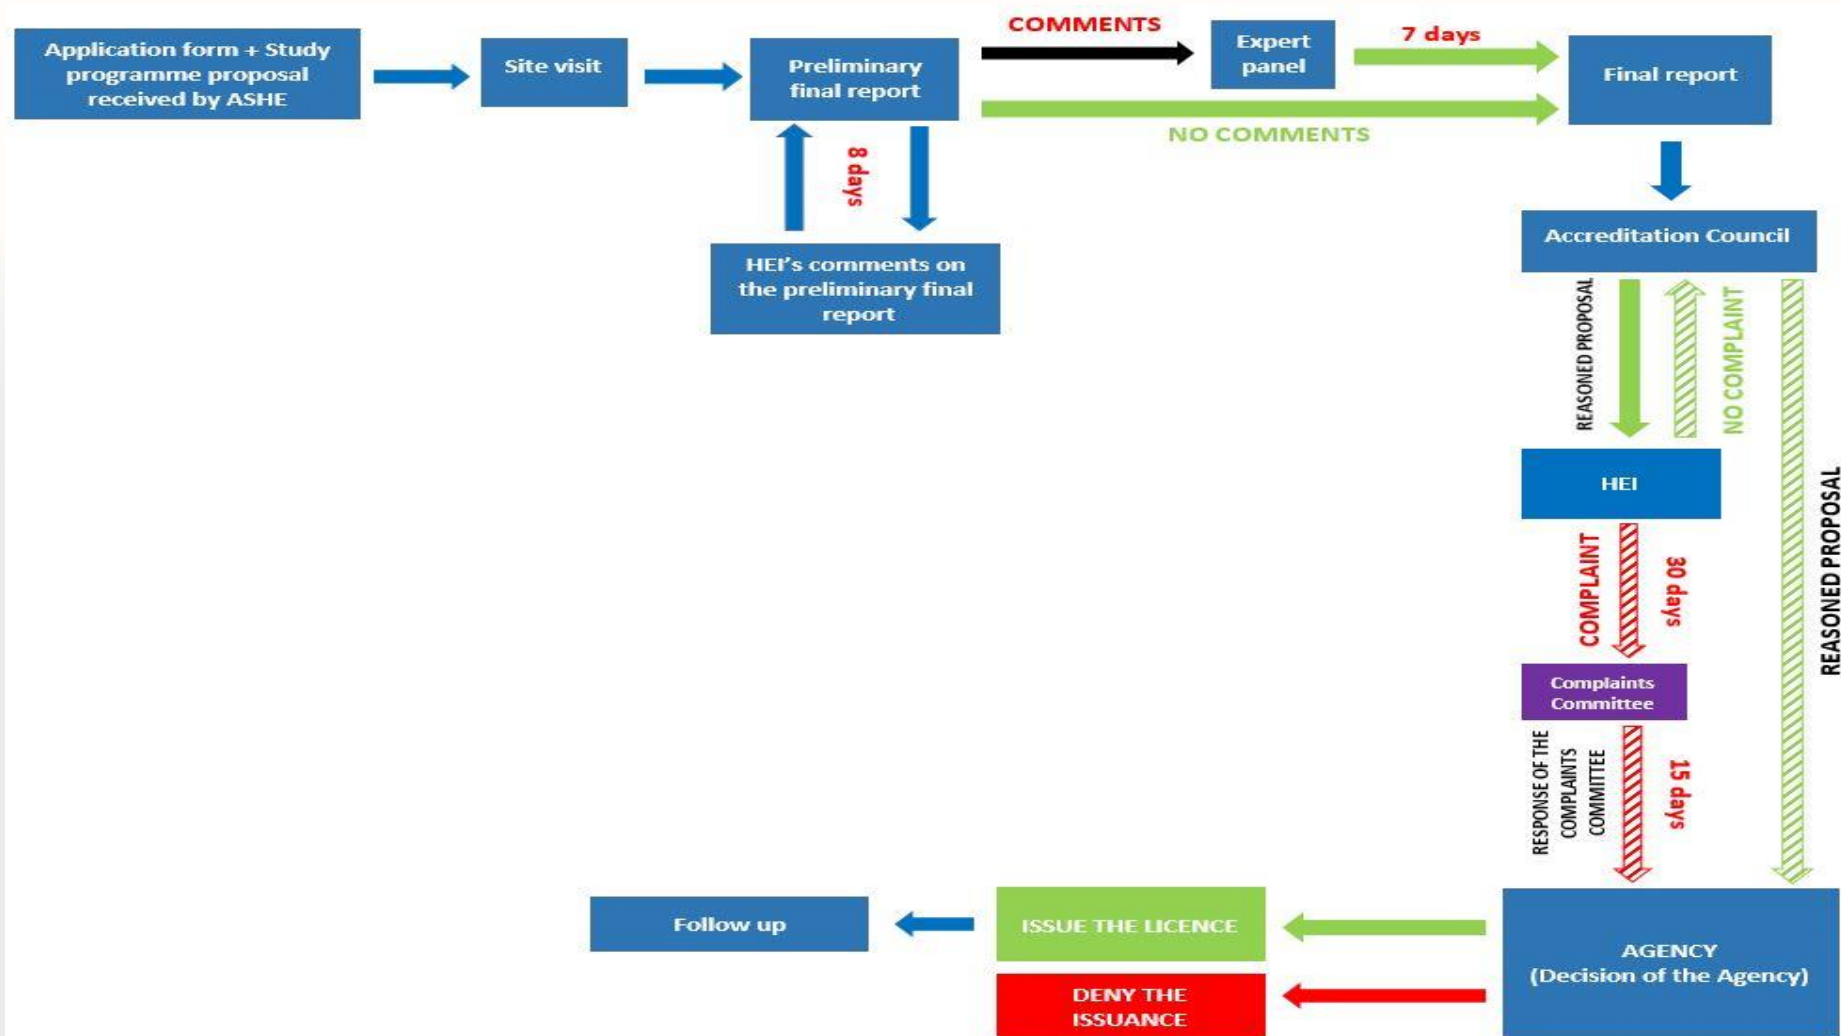 Application form + Study
programme proposal
received by ASHE
Site visit
Preliminary
final report
COMMENTS
Expert
panel
7 days
Final report
NO COMMENTS
8 days
HEI's comments on
the preliminary final
report
Accreditation Council
REASONED PROPOSAL
NO COMPLAINT
HEI
REASONED PROPOSAL
COMPLAINT
30 days
Complaints
Committee
RESPONSE OF THE
COMPLAINTS
COMMITTEE
15 days
Follow up
ISSUE THE LICENCE
AGENCY
(Decision of the Agency)
DENY THE
ISSUANCE